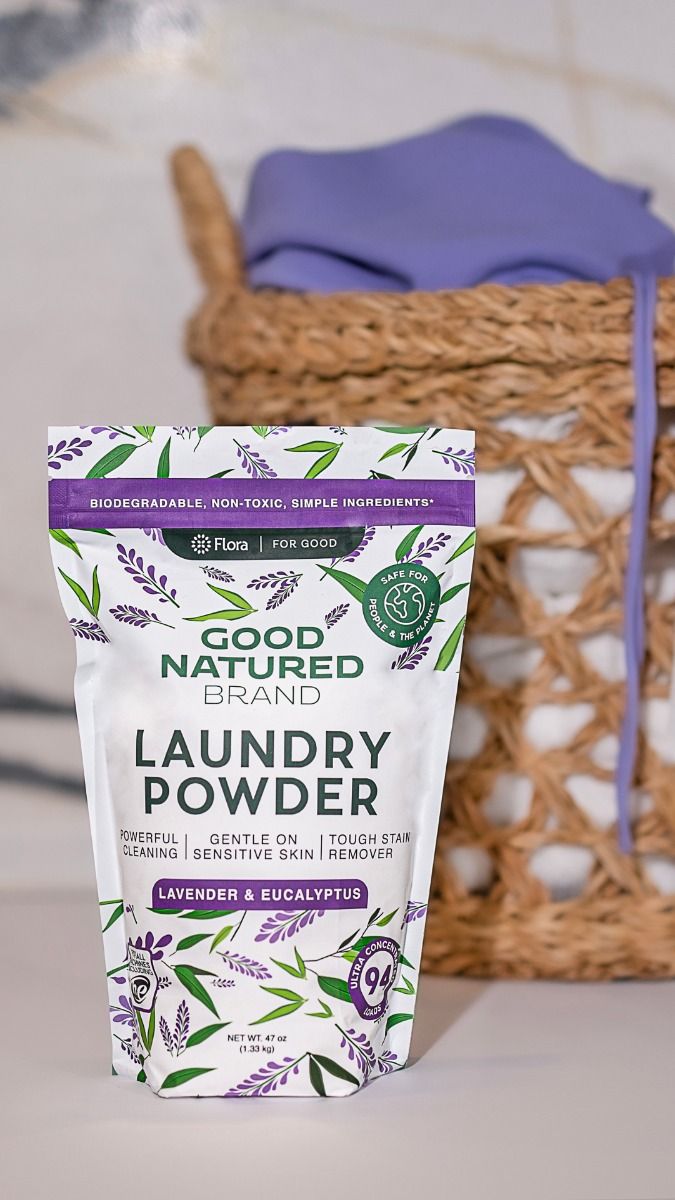 BIODEGRADABLE, NON-TOXIC, SIMPLE INGREDIENTS*
Flora | FOR GOOD
SAFE FOR
PEOPLE & THE PLANET
GOOD
NATURED
BRAND
LAUNDRY
POWDER
POWERFUL
CLEANING
GENTLE ON
SENSITIVE SKIN
TOUGH STAIN
REMOVER
LAVENDER & EUCALYPTUS
ULTRA
94
LOADS
NET WT. 47 oz
(1.33 kg)